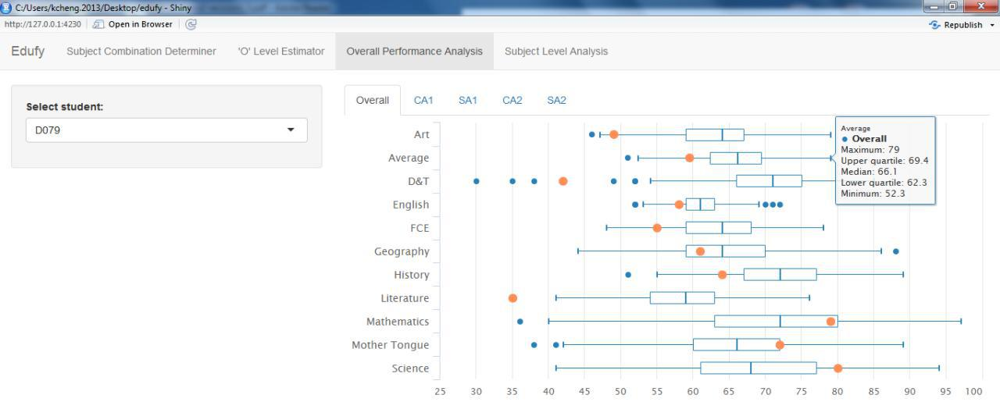 C:/Users/kcheng.2013/Desktop/edufy - Shiny
http://127.0.0.1:4230 Open in Browser Republish
Edufy Subject Combination Determiner 'O' Level Estimator Overall Performance Analysis Subject Level Analysis
Select student:
D079
Overall CA1 SA1 CA2 SA2
Art
Average
D&T
English
FCE
Geography
History
Literature
Mathematics
Mother Tongue
Science
Average
Overall
Maximum: 79
Upper quartile: 69.4
Median: 66.1
Lower quartile: 62.3
Minimum: 52.3
25 30 35 40 45 50 55 60 65 70 75 80 85 90 95 100